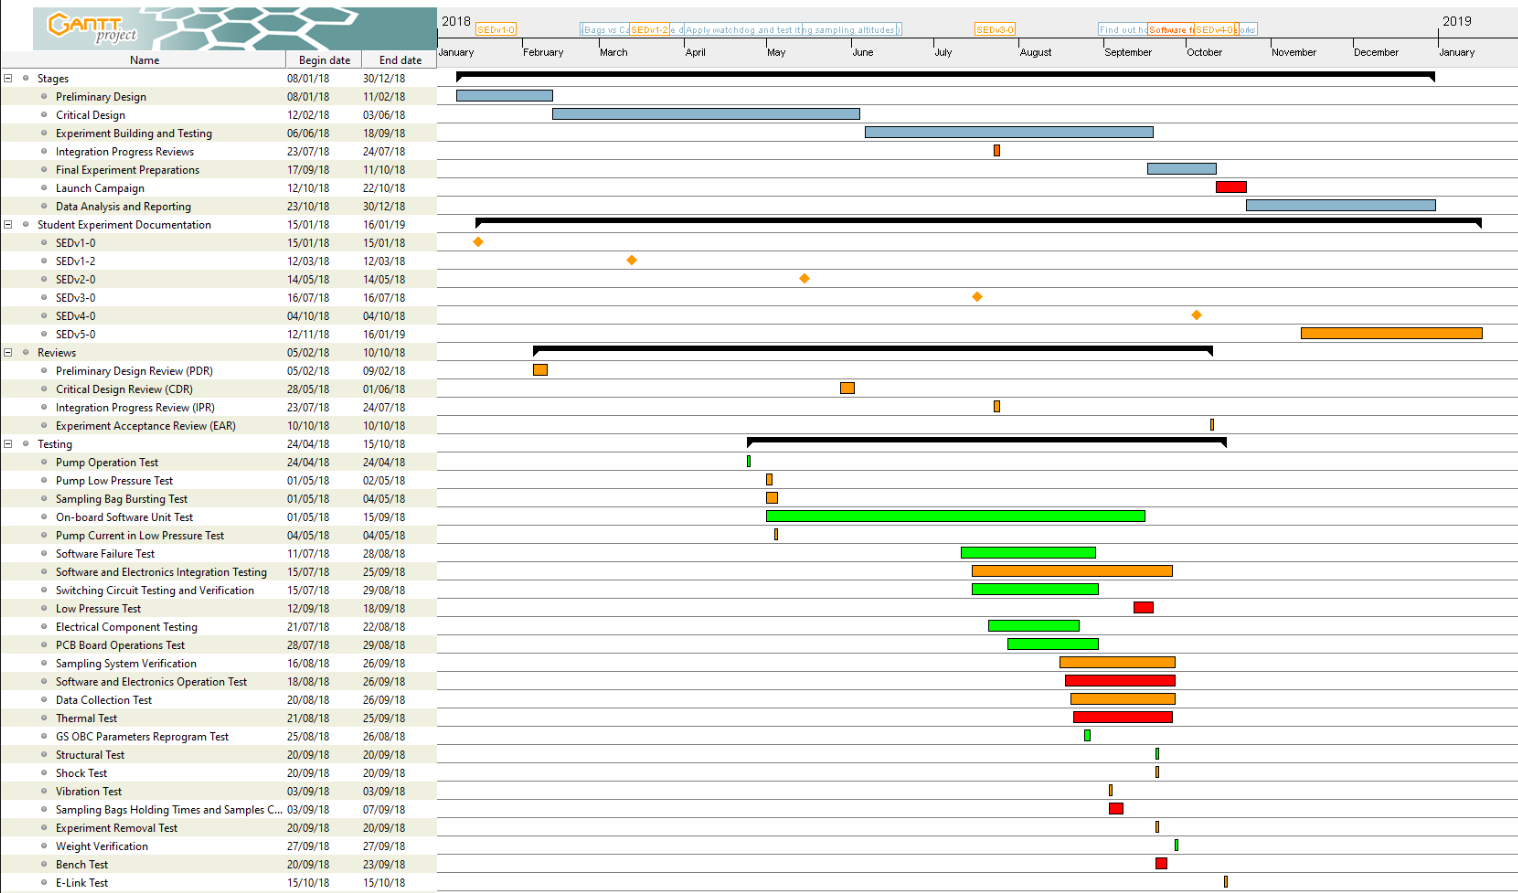 GANTT
project
2018
2019
SEDv1-0
Bags vs Ca
SEDv1-2
e d
Apply watchdog and test it
ng sampling altitudes
SEDv3-0
Find out ho
Software
SEDv4-0
orks
January February March April May June July August September October November December January
Name Begin date End date
Stages 08/01/18 30/12/18
Preliminary Design 08/01/18 11/02/18
Critical Design 12/02/18 03/06/18
Experiment Building and Testing 06/06/18 18/09/18
Integration Progress Reviews 23/07/18 24/07/18
Final Experiment Preparations 17/09/18 11/10/18
Launch Campaign 12/10/18 22/10/18
Data Analysis and Reporting 23/10/18 30/12/18
Student Experiment Documentation 15/01/18 16/01/19
SEDv1-0 15/01/18 15/01/18
SEDv1-2 12/03/18 12/03/18
SEDv2-0 14/05/18 14/05/18
SEDv3-0 16/07/18 16/07/18
SEDv4-0 04/10/18 04/10/18
SEDv5-0 12/11/18 16/01/19
Reviews 05/02/18 10/10/18
Preliminary Design Review (PDR) 05/02/18 09/02/18
Critical Design Review (CDR) 28/05/18 01/06/18
Integration Progress Review (IPR) 23/07/18 24/07/18
Experiment Acceptance Review (EAR) 10/10/18 10/10/18
Testing 24/04/18 15/10/18
Pump Operation Test 24/04/18 24/04/18
Pump Low Pressure Test 01/05/18 02/05/18
Sampling Bag Bursting Test 01/05/18 04/05/18
On-board Software Unit Test 01/05/18 15/09/18
Pump Current in Low Pressure Test 04/05/18 04/05/18
Software Failure Test 11/07/18 28/08/18
Software and Electronics Integration Testing 15/07/18 25/09/18
Switching Circuit Testing and Verification 15/07/18 29/08/18
Low Pressure Test 12/09/18 18/09/18
Electrical Component Testing 21/07/18 22/08/18
PCB Board Operations Test 28/07/18 29/08/18
Sampling System Verification 16/08/18 26/09/18
Software and Electronics Operation Test 18/08/18 26/09/18
Data Collection Test 20/08/18 26/09/18
Thermal Test 21/08/18 25/09/18
GS OBC Parameters Reprogram Test 25/08/18 26/08/18
Structural Test 20/09/18 20/09/18
Shock Test 20/09/18 20/09/18
Vibration Test 03/09/18 03/09/18
Sampling Bags Holding Times and Samples C... 03/09/18 07/09/18
Experiment Removal Test 20/09/18 20/09/18
Weight Verification 27/09/18 27/09/18
Bench Test 20/09/18 23/09/18
E-Link Test 15/10/18 15/10/18